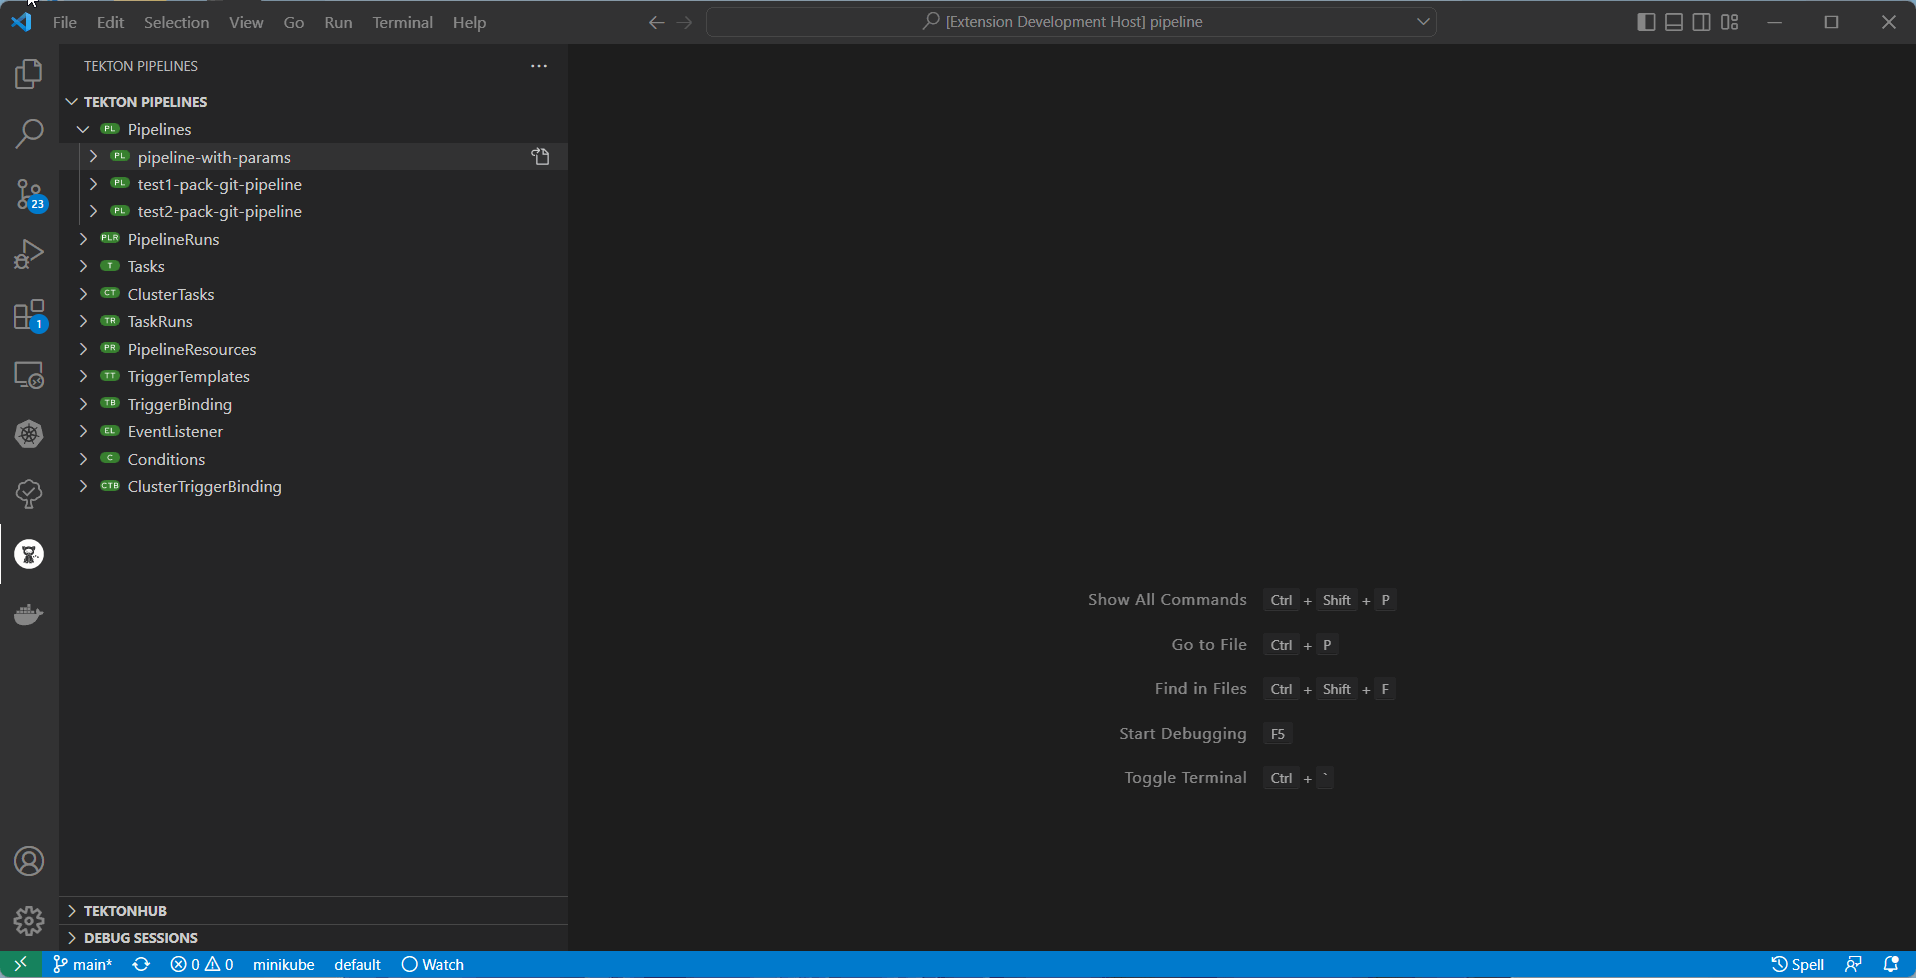 File Edit Selection View Go Run Terminal Help
[Extension Development Host] pipeline
TEKTON PIPELINES
TEKTON PIPELINES
PL Pipelines
PL pipeline-with-params
PL test1-pack-git-pipeline
PL test2-pack-git-pipeline
PLR PipelineRuns
T Tasks
CT ClusterTasks
TR TaskRuns
PR PipelineResources
TT TriggerTemplates
TB TriggerBinding
EL EventListener
C Conditions
CTB ClusterTriggerBinding
23
1
Show All Commands Ctrl + Shift + P
Go to File Ctrl + P
Find in Files Ctrl + Shift + F
Start Debugging F5
Toggle Terminal Ctrl + `
TEKTONHUB
DEBUG SESSIONS
main* 0 0 minikube default Watch Spell